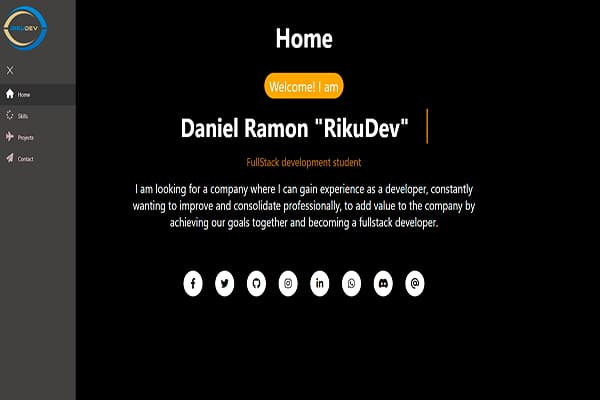 RIKUDEV
X
Home
Skills
Projects
Contact
Home
Welcome! I am
Daniel Ramon "RikuDev"
FullStack development student
I am looking for a company where I can gain experience as a developer, constantly
wanting to improve and consolidate professionally, to add value to the company by
achieving our goals together and becoming a fullstack developer.